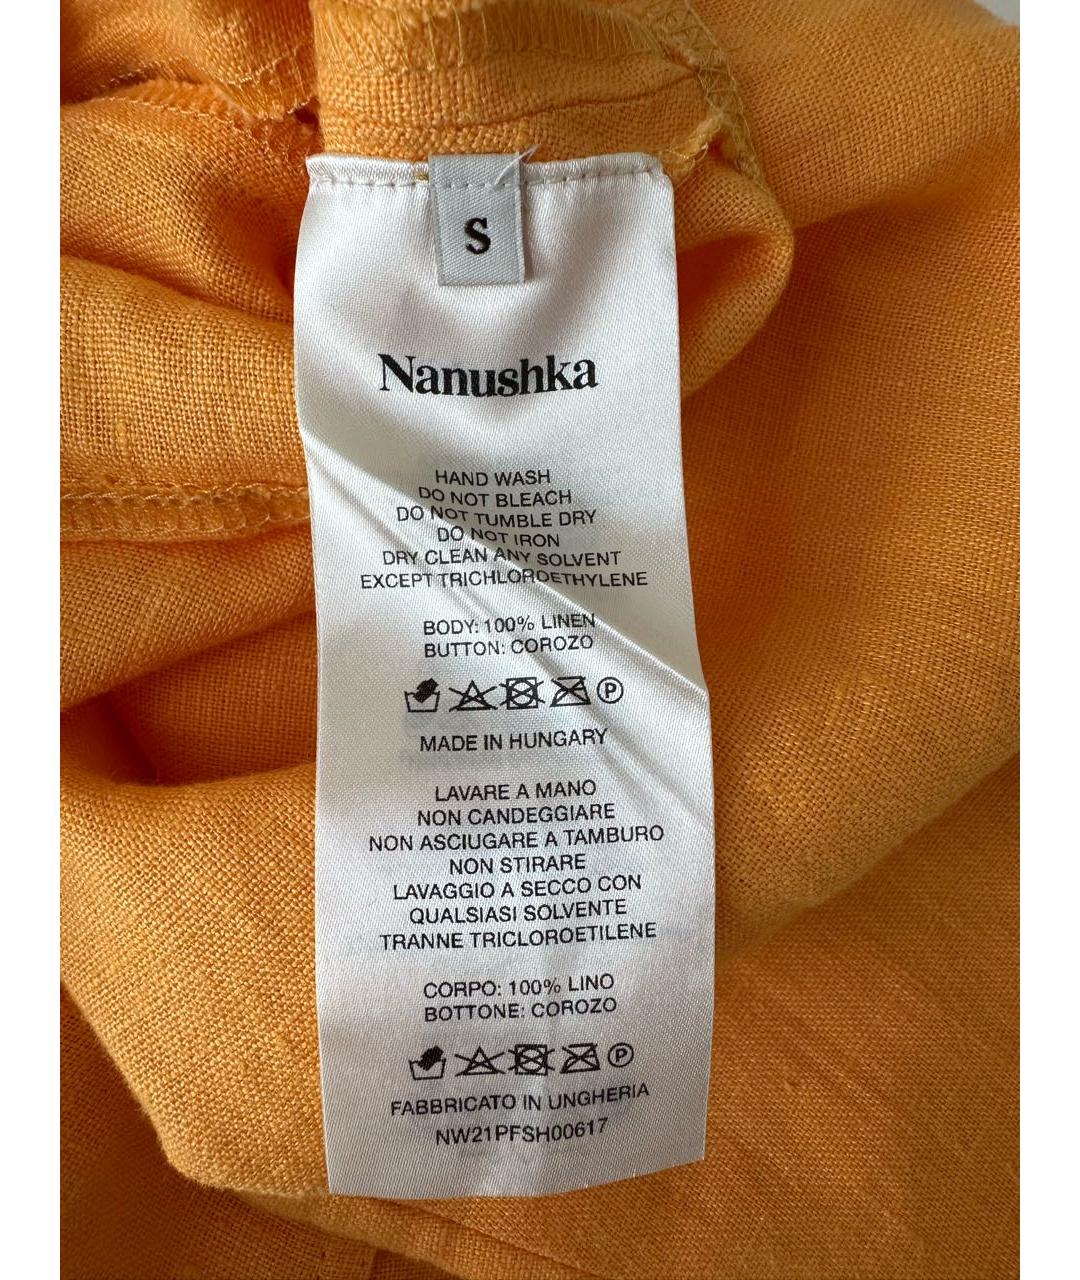 S
Nanushka
HAND WASH
DO NOT BLEACH
DO NOT TUMBLE DRY
DO NOT IRON
DRY CLEAN ANY SOLVENT
EXCEPT TRICHLOROETHYLENE
BODY: 100% LINEN
BUTTON: COROZO
P
MADE IN HUNGARY
LAVARE A MANO
NON CANDEGGIARE
NON ASCIUGARE A TAMBURO
NON STIRARE
LAVAGGIO A SECCO CON
QUALSIASI SOLVENTE
TRANNE TRICLOROETILENE
CORPO: 100% LINO
BOTTONE: COROZO
P
FABBRICATO IN UNGHERIA
NW21PFSH00617